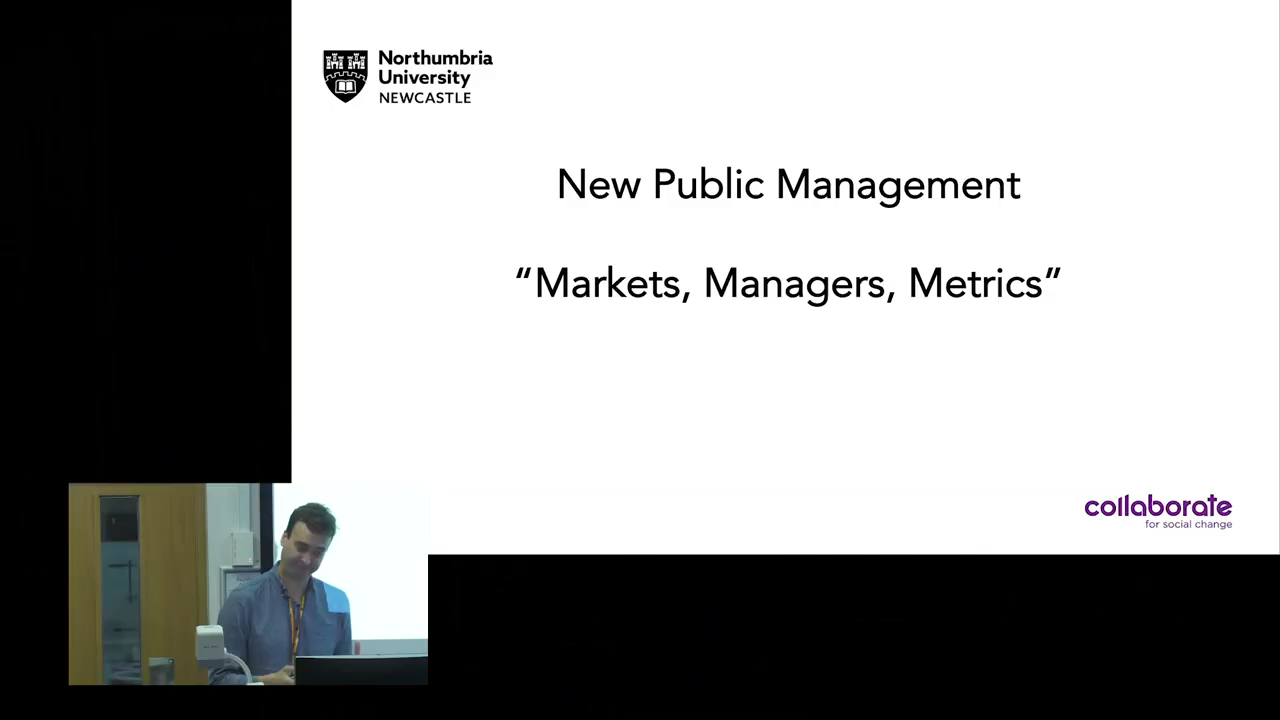 Northumbria
University
NEWCASTLE
New Public Management
“Markets, Managers, Metrics”
collaborate
for social change